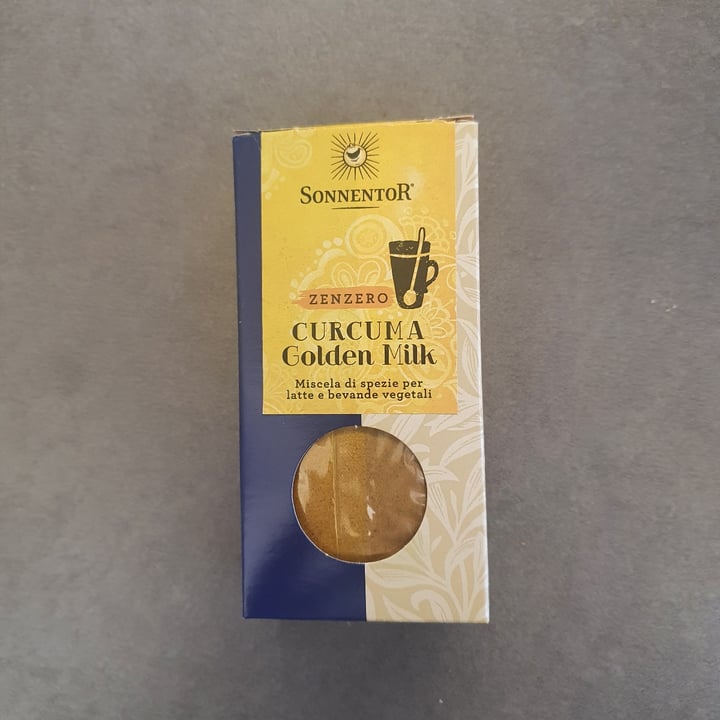 SONNENTOR®
ZENZERO
CURCUMA
Golden Milk
Miscela di spezie per
latte e bevande vegetali